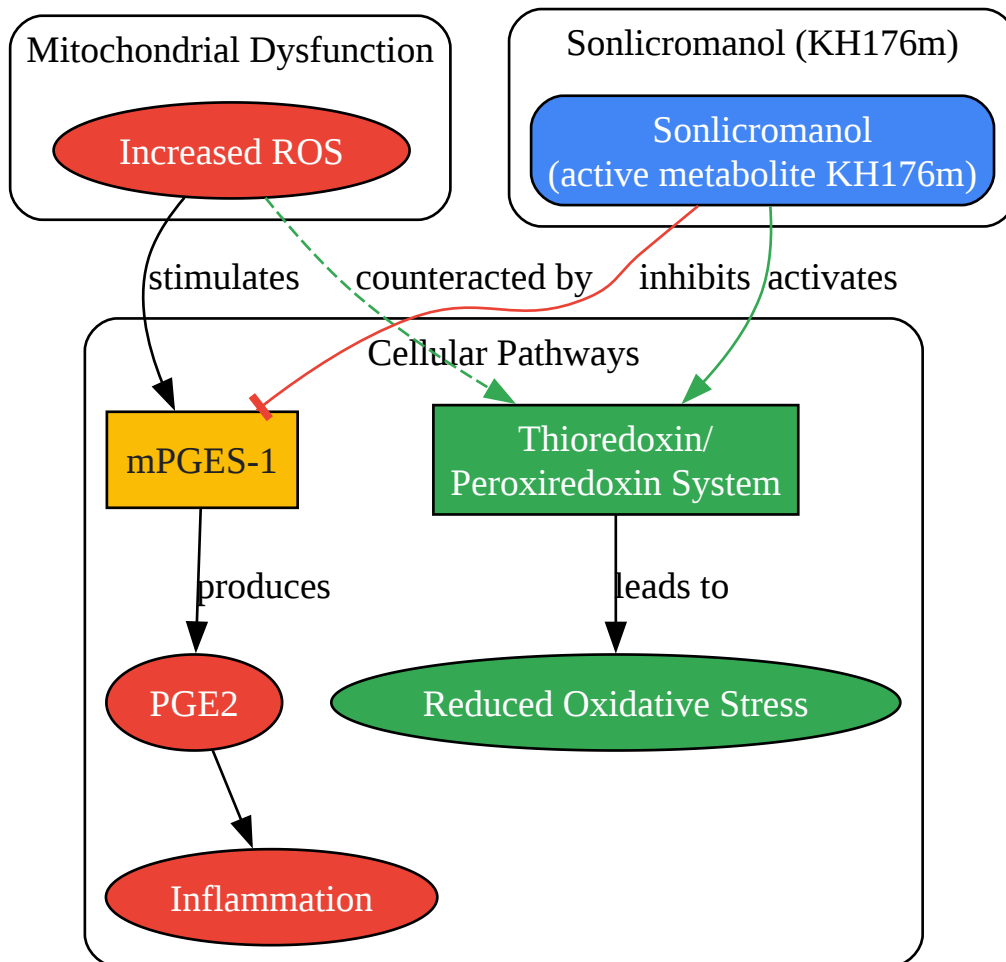 Mitochondrial Dysfunction
Sonlicromanol (KH176m)
Increased ROS
Sonlicromanol
(active metabolite KH176m)
stimulates
counteracted by
inhibits
activates
Cellular Pathways
mPGES-1
Thioredoxin/
Peroxiredoxin System
produces
leads to
PGE2
Reduced Oxidative Stress
Inflammation